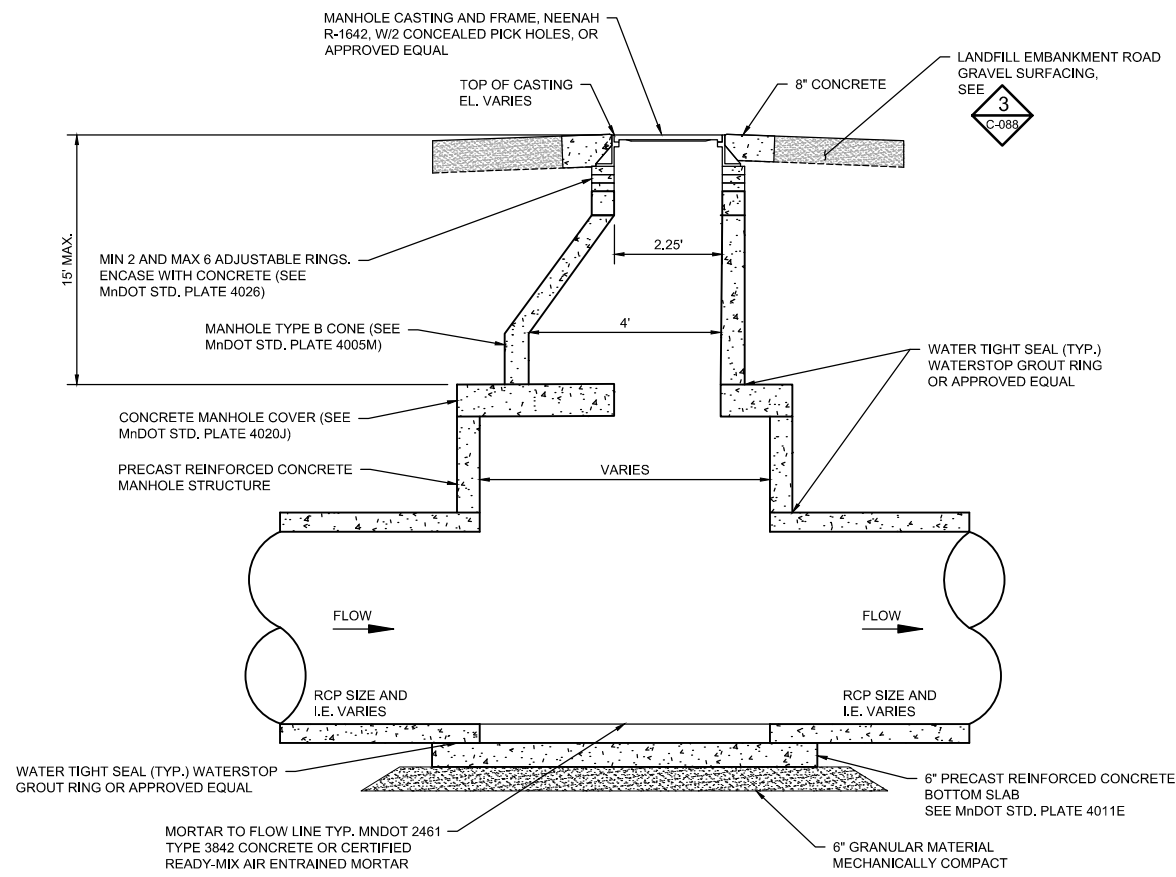 MANHOLE CASTING AND FRAME, NEENAH
R-1642, W/2 CONCEALED PICK HOLES, OR
APPROVED EQUAL
LANDFILL EMBANKMENT ROAD
GRAVEL SURFACING,
SEE
3
C-088
TOP OF CASTING
EL. VARIES
8" CONCRETE
15' MAX.
2.25'
MIN 2 AND MAX 6 ADJUSTABLE RINGS.
ENCASE WITH CONCRETE (SEE
MnDOT STD. PLATE 4026)
4'
MANHOLE TYPE B CONE (SEE
MnDOT STD. PLATE 4005M)
WATER TIGHT SEAL (TYP.)
WATERSTOP GROUT RING
OR APPROVED EQUAL
CONCRETE MANHOLE COVER (SEE
MnDOT STD. PLATE 4020J)
PRECAST REINFORCED CONCRETE
MANHOLE STRUCTURE
VARIES
FLOW
FLOW
RCP SIZE AND
I.E. VARIES
RCP SIZE AND
I.E. VARIES
WATER TIGHT SEAL (TYP.) WATERSTOP
GROUT RING OR APPROVED EQUAL
6" PRECAST REINFORCED CONCRETE
BOTTOM SLAB
SEE MnDOT STD. PLATE 4011E
MORTAR TO FLOW LINE TYP. MNDOT 2461
TYPE 3842 CONCRETE OR CERTIFIED
READY-MIX AIR ENTRAINED MORTAR
6" GRANULAR MATERIAL
MECHANICALLY COMPACT